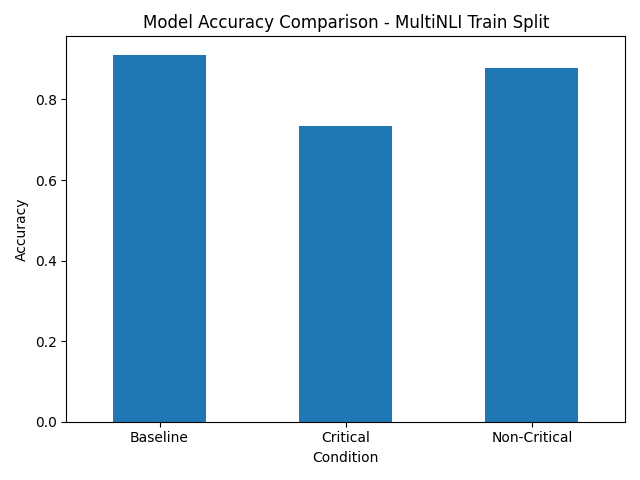 Model Accuracy Comparison - MultiNLI Train Split
Accuracy
0.8
0.6
0.4
0.2
0.0
Baseline
Critical
Non-Critical
Condition